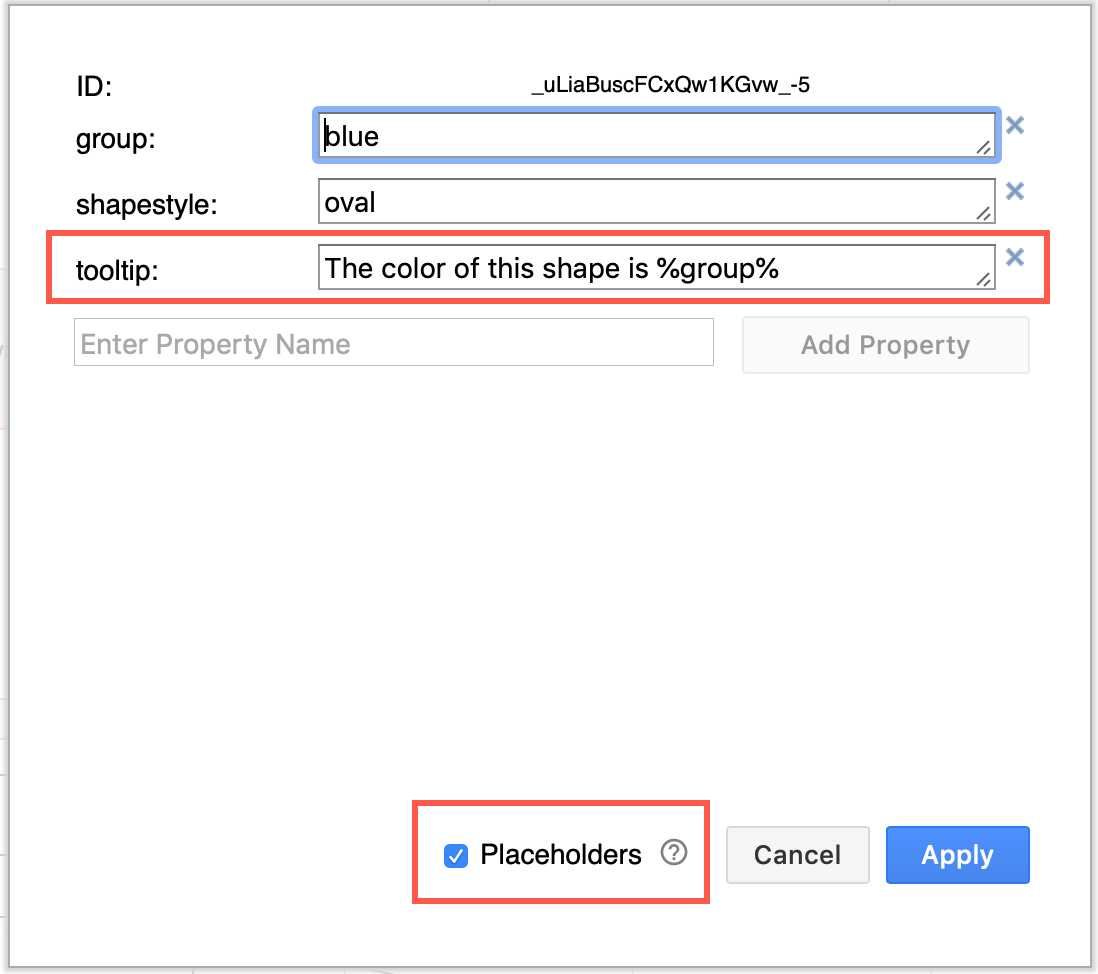 ID: _uLiaBuscFCxQw1KGvw_-5
group: blue
shapestyle: oval
tooltip: The color of this shape is %group%
Enter Property Name Add Property
Placeholders ? Cancel Apply